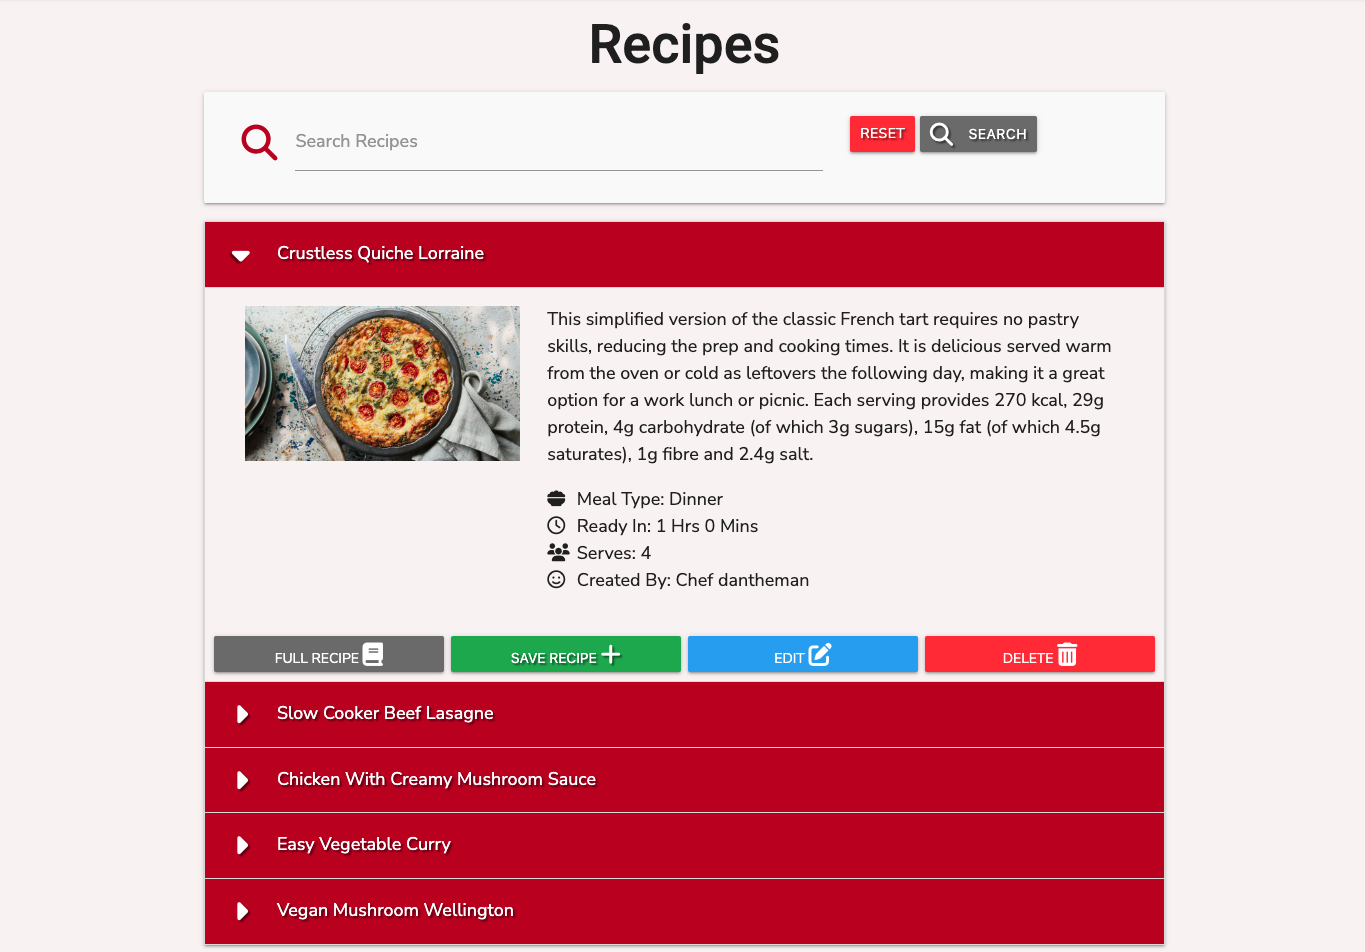 Recipes
Search Recipes
RESET
SEARCH
Crustless Quiche Lorraine
This simplified version of the classic French tart requires no pastry
skills, reducing the prep and cooking times. It is delicious served warm
from the oven or cold as leftovers the following day, making it a great
option for a work lunch or picnic. Each serving provides 270 kcal, 29g
protein, 4g carbohydrate (of which 3g sugars), 15g fat (of which 4.5g
saturates), 1g fibre and 2.4g salt.
Meal Type: Dinner
Ready In: 1 Hrs 0 Mins
Serves: 4
Created By: Chef dantheman
FULL RECIPE
SAVE RECIPE
EDIT
DELETE
Slow Cooker Beef Lasagne
Chicken With Creamy Mushroom Sauce
Easy Vegetable Curry
Vegan Mushroom Wellington